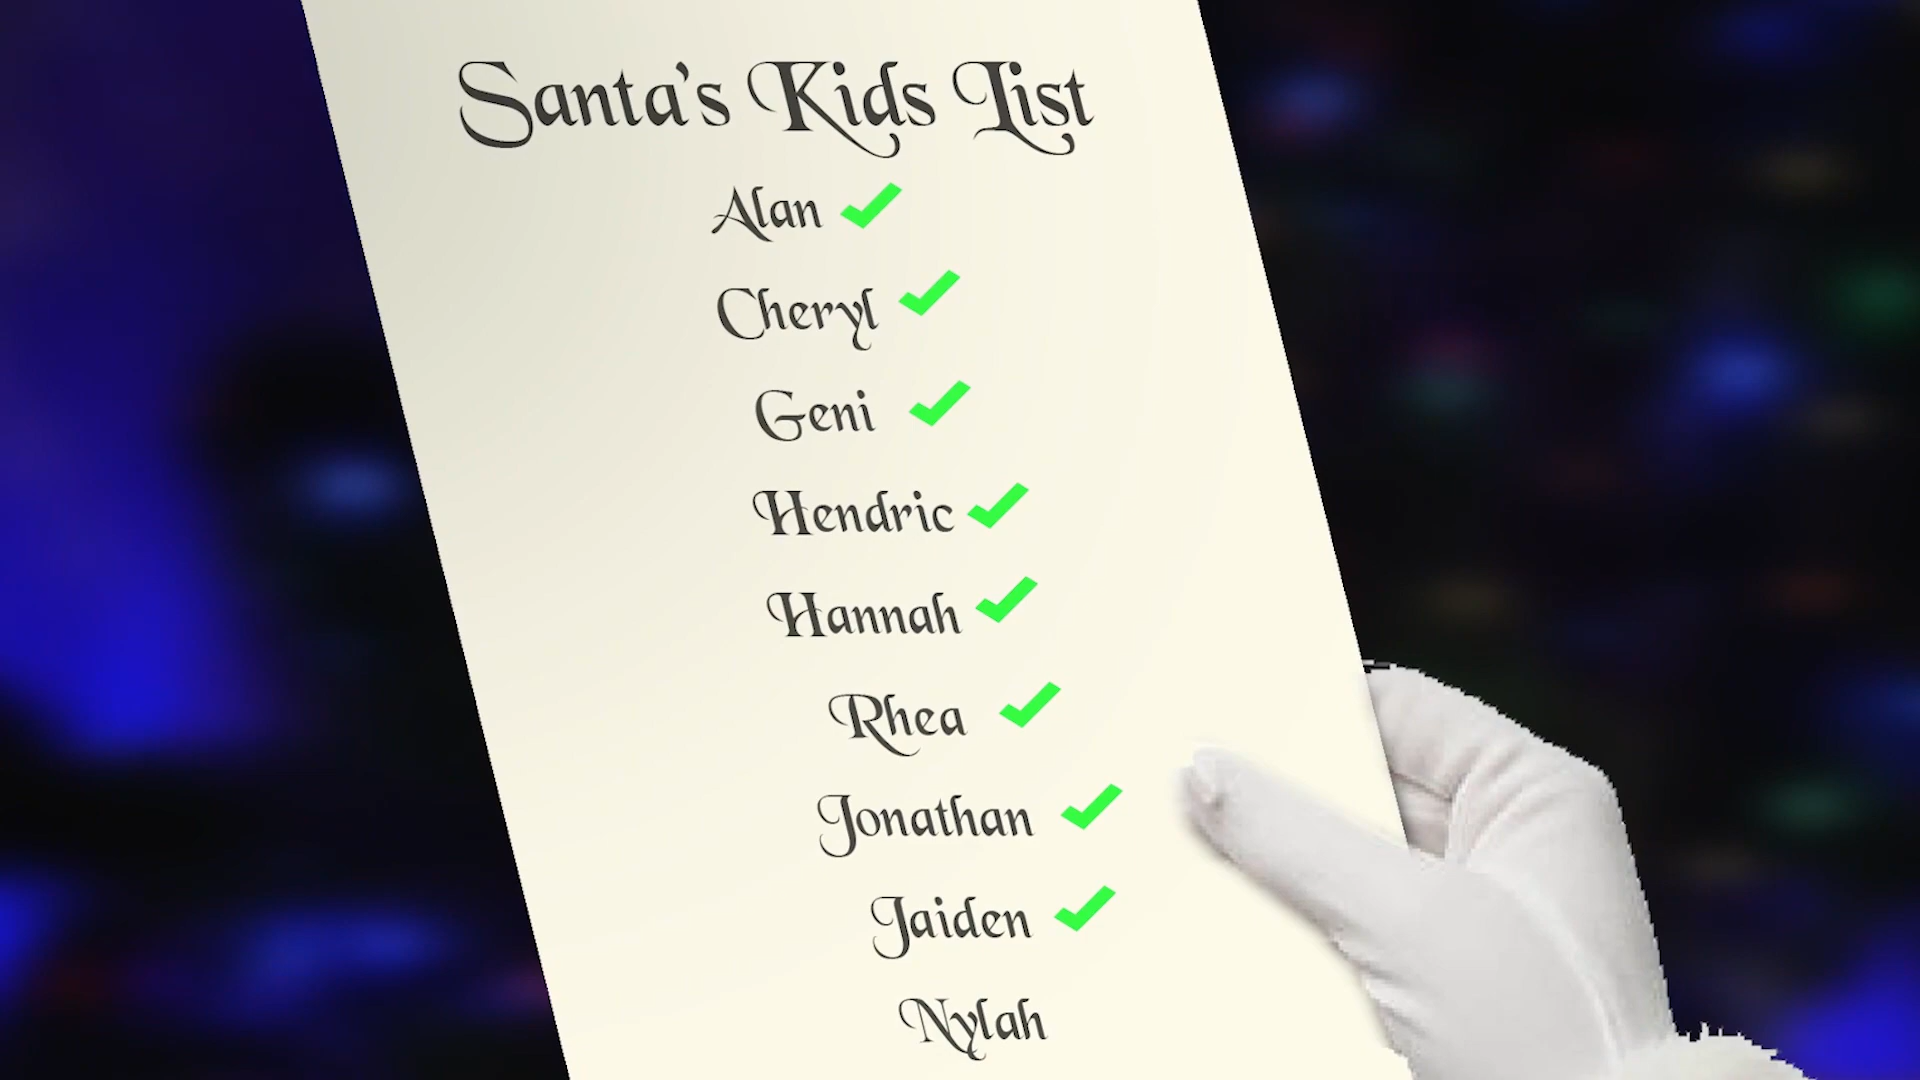 Santa's Kids List
Alan
Cheryl
Geni
Hendric
Hannah
Rhea
Jonathan
Jaiden
Nylah